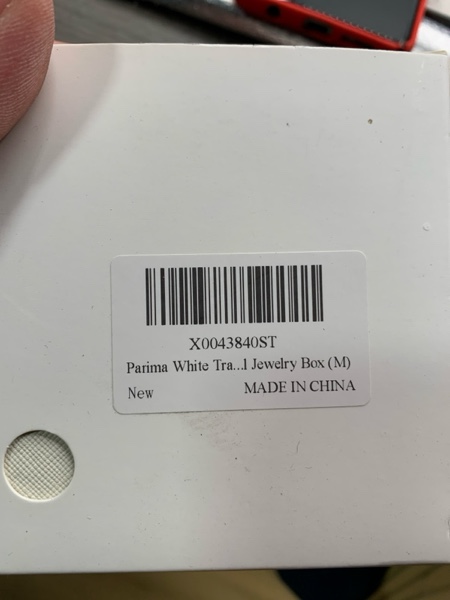 X0043840ST
Parima White Tra...l Jewelry Box (M)
New MADE IN CHINA